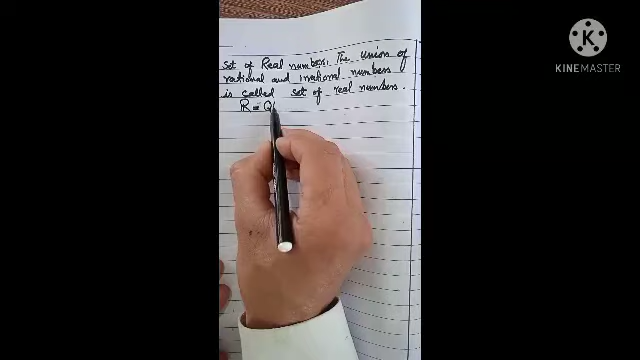 Set of Real numbers. The union of
rational and irrational numbers
is called set of real numbers.
R = Q
KINEMASTER